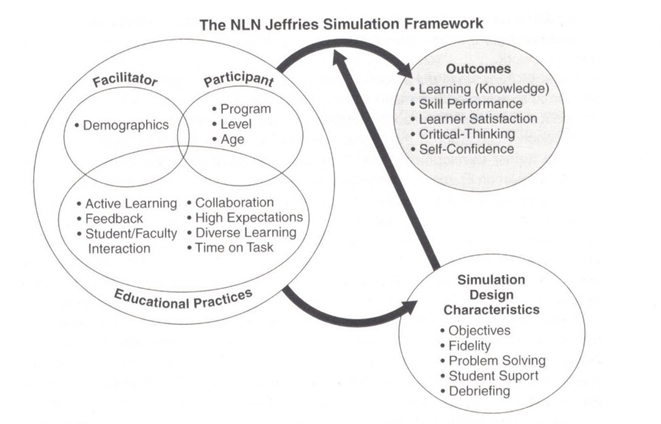 The NLN Jeffries Simulation Framework
Facilitator
• Demographics
Participant
• Program
• Level
• Age
• Active Learning
• Feedback
• Student/Faculty
Interaction
• Collaboration
• High Expectations
• Diverse Learning
• Time on Task
Educational Practices
Outcomes
• Learning (Knowledge)
• Skill Performance
• Learner Satisfaction
• Critical-Thinking
• Self-Confidence
Simulation
Design
Characteristics
• Objectives
• Fidelity
• Problem Solving
• Student Suport
• Debriefing